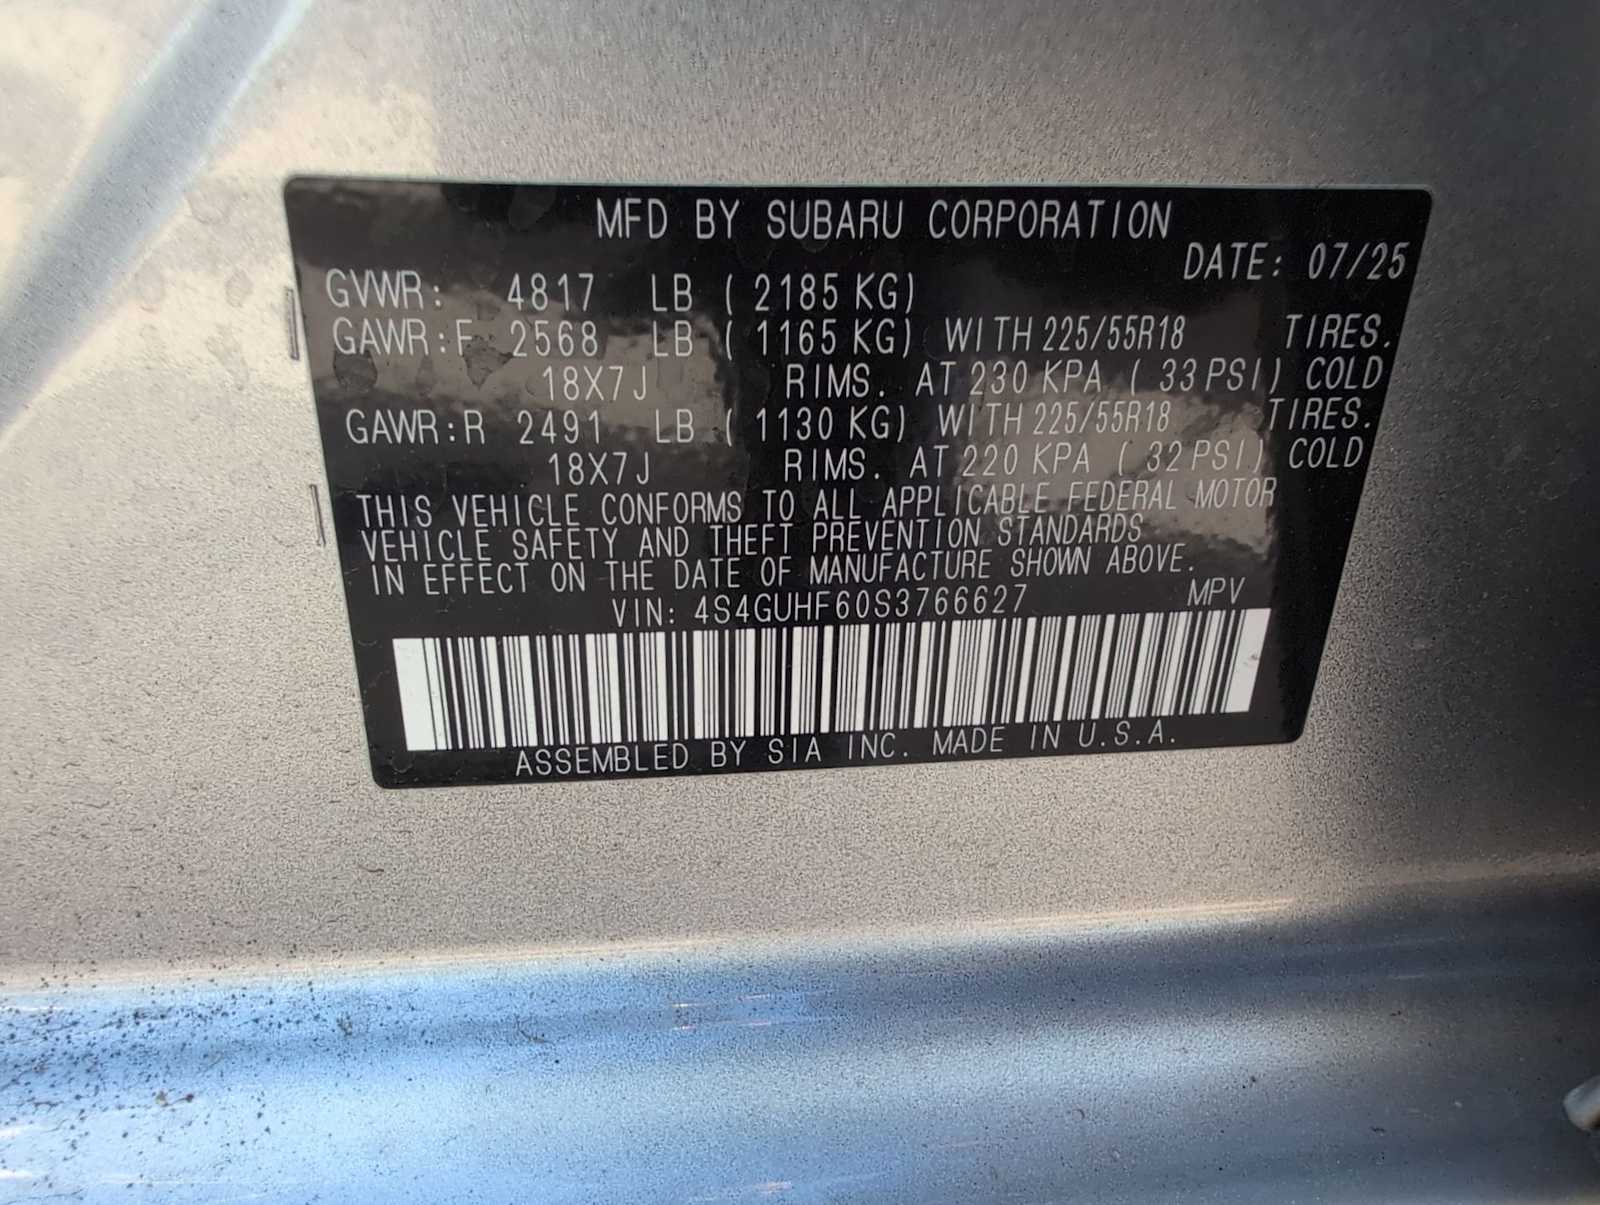 MFD BY SUBARU CORPORATION
DATE: 07/25
GVWR: 4817 LB ( 2185 KG)
GAWR:F 2568 LB ( 1165 KG) WITH 225/55R18 TIRES.
18X7J RIMS. AT 230 KPA ( 33 PSI) COLD
GAWR:R 2491 LB ( 1130 KG) WITH 225/55R18 TIRES.
18X7J RIMS. AT 220 KPA ( 32 PSI) COLD
THIS VEHICLE CONFORMS TO ALL APPLICABLE FEDERAL MOTOR
VEHICLE SAFETY AND THEFT PREVENTION STANDARDS
IN EFFECT ON THE DATE OF MANUFACTURE SHOWN ABOVE.
VIN: 4S4GUHF60S3766627 MPV
ASSEMBLED BY SIA INC. MADE IN U.S.A.